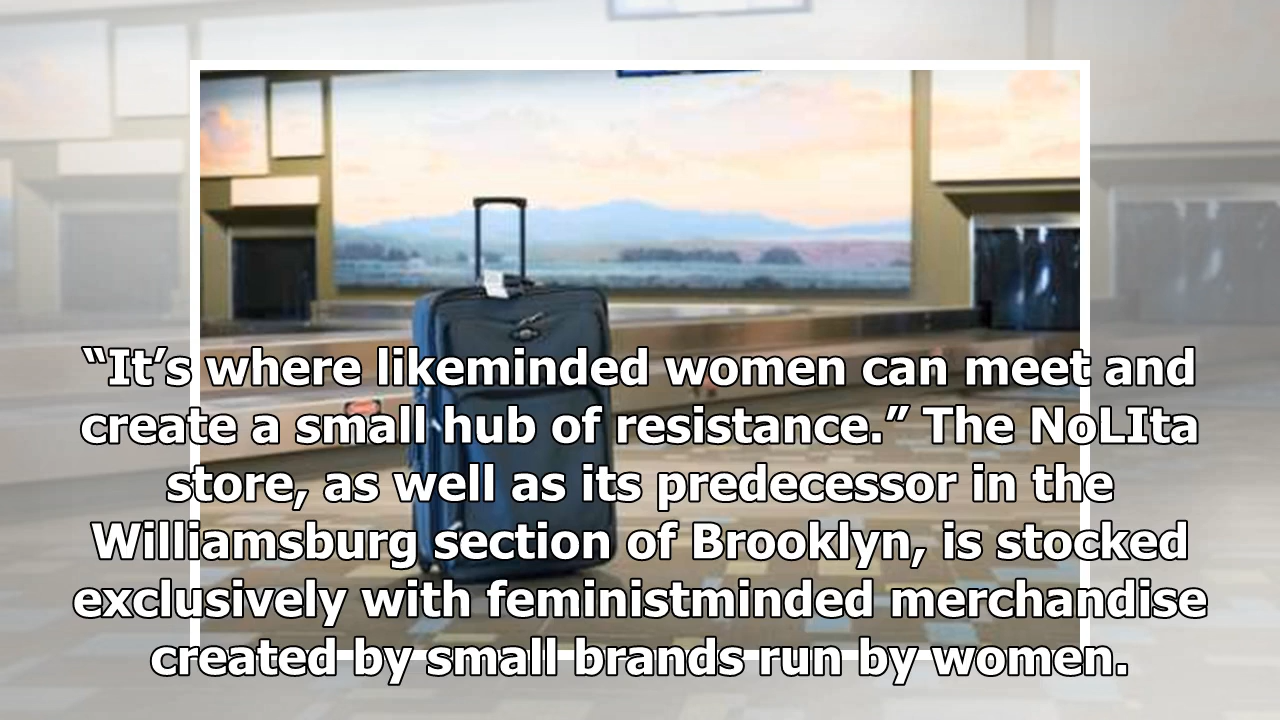 “It’s where likeminded women can meet and
create a small hub of resistance.” The NoLIta
store, as well as its predecessor in the
Williamsburg section of Brooklyn, is stocked
exclusively with feministminded merchandise
created by small brands run by women.